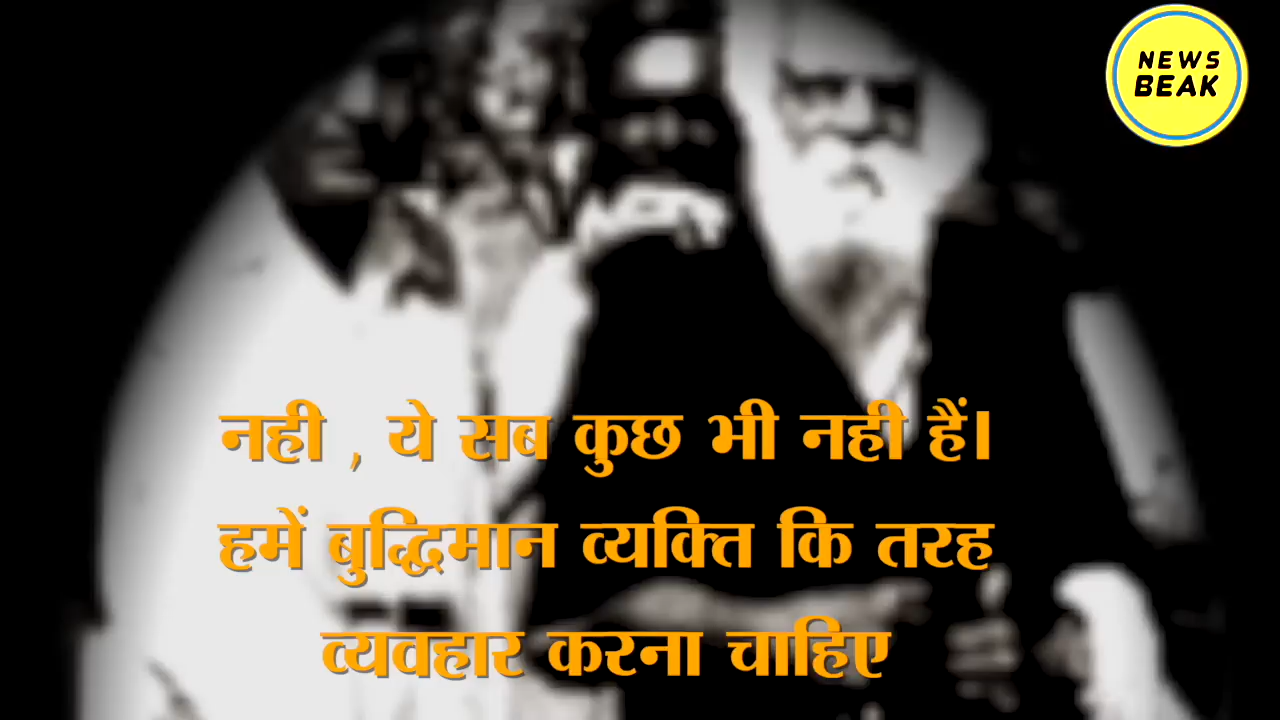 NEWS
BEAK
नही , ये सब कुछ भी नही हैं।
हमें बुद्धिमान व्यक्ति कि तरह
व्यवहार करना चाहिए